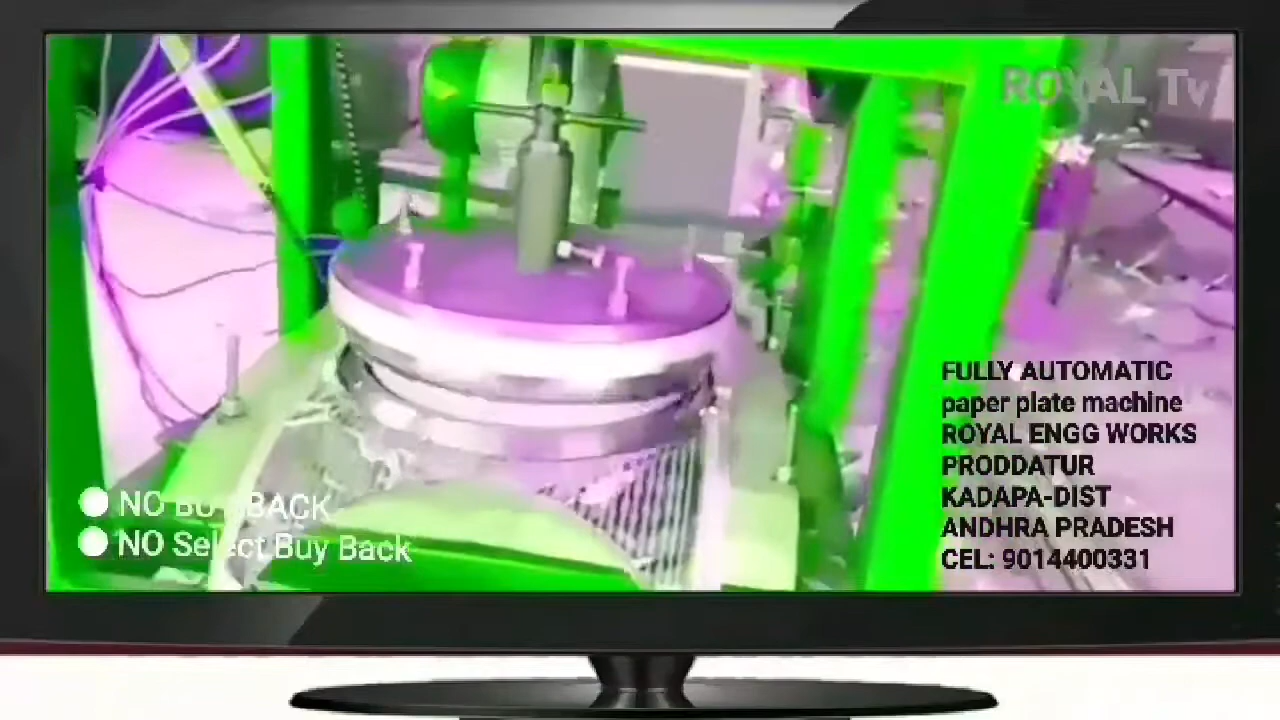 ROYAL Tv
FULLY AUTOMATIC
paper plate machine
ROYAL ENGG WORKS
PRODDATUR
KADAPA-DIST
ANDHRA PRADESH
CEL: 9014400331
NO BUY BACK
NO Select Buy Back